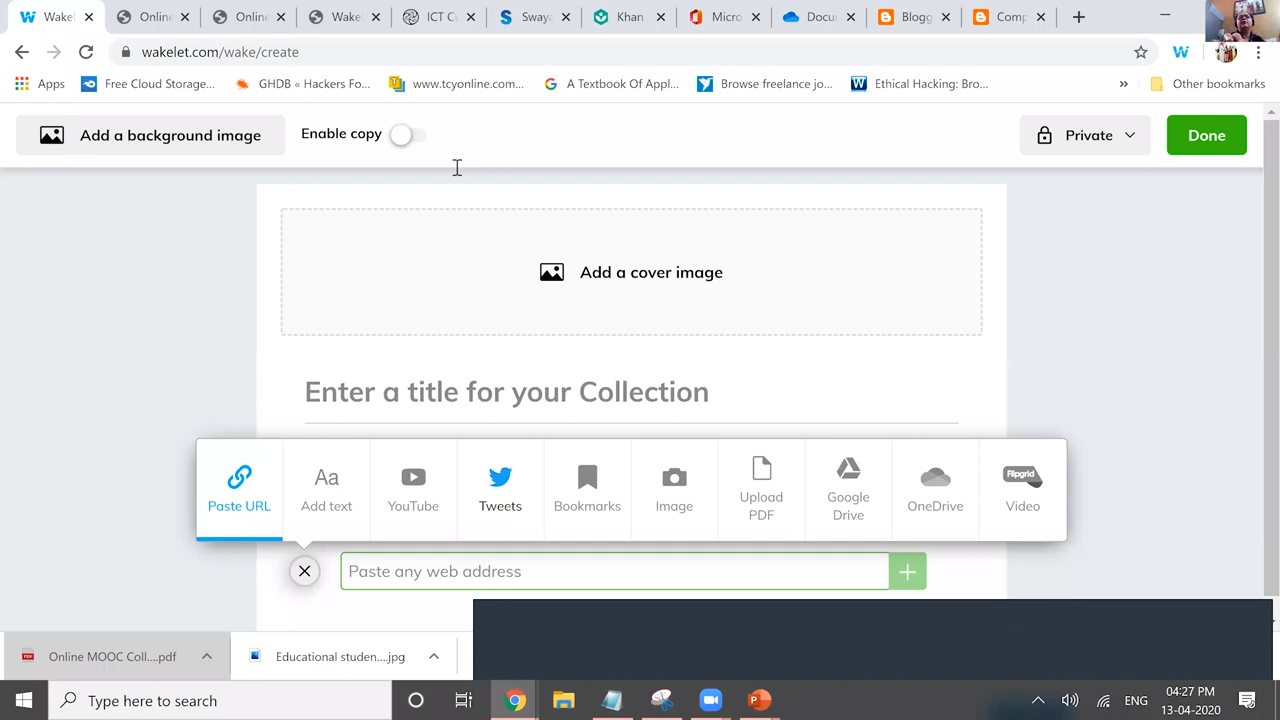 Wakel
Online
Online
Wake
ICT C
Sway
Khan
Micro
Docu
Blogg
Comp
wakelet.com/wake/create
Apps
Free Cloud Storage...
GHDB « Hackers Fo...
www.tcyonline.com...
A Textbook Of Appl...
Browse freelance jo...
Ethical Hacking: Bro...
»
Other bookmarks
Add a background image
Enable copy
Private
Done
Add a cover image
Enter a title for your Collection
Paste URL
Aa
Add text
YouTube
Tweets
Bookmarks
Image
Upload
PDF
Google
Drive
OneDrive
Flipgrid
Video
Paste any web address
Online MOOC Coll....pdf
Educational studen....jpg
Type here to search
ENG
04:27 PM
13-04-2020